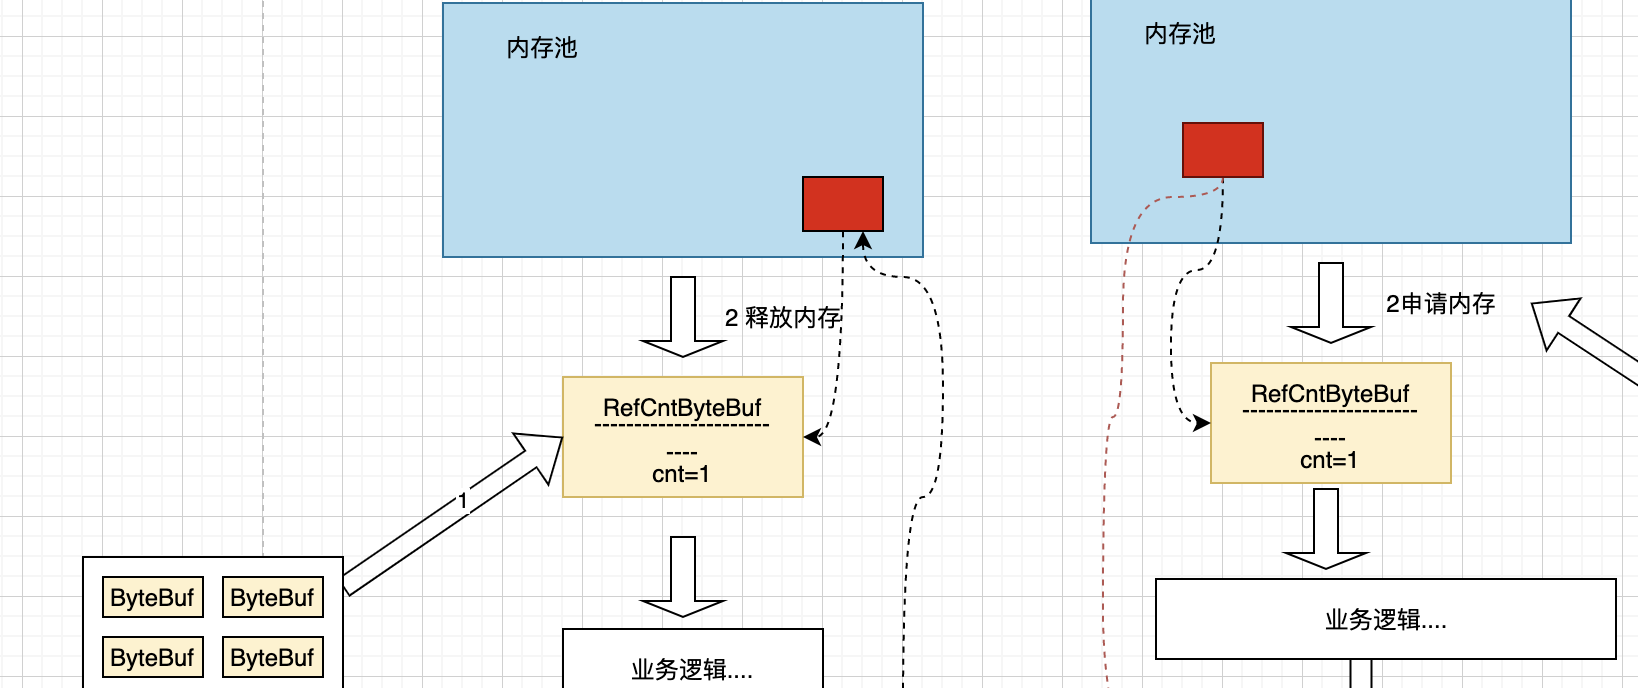 内存池
2 释放内存
RefCntByteBuf
----------------------
----
cnt=1
1
ByteBuf ByteBuf
ByteBuf ByteBuf
业务逻辑....
内存池
2申请内存
RefCntByteBuf
----------------------
----
cnt=1
业务逻辑....